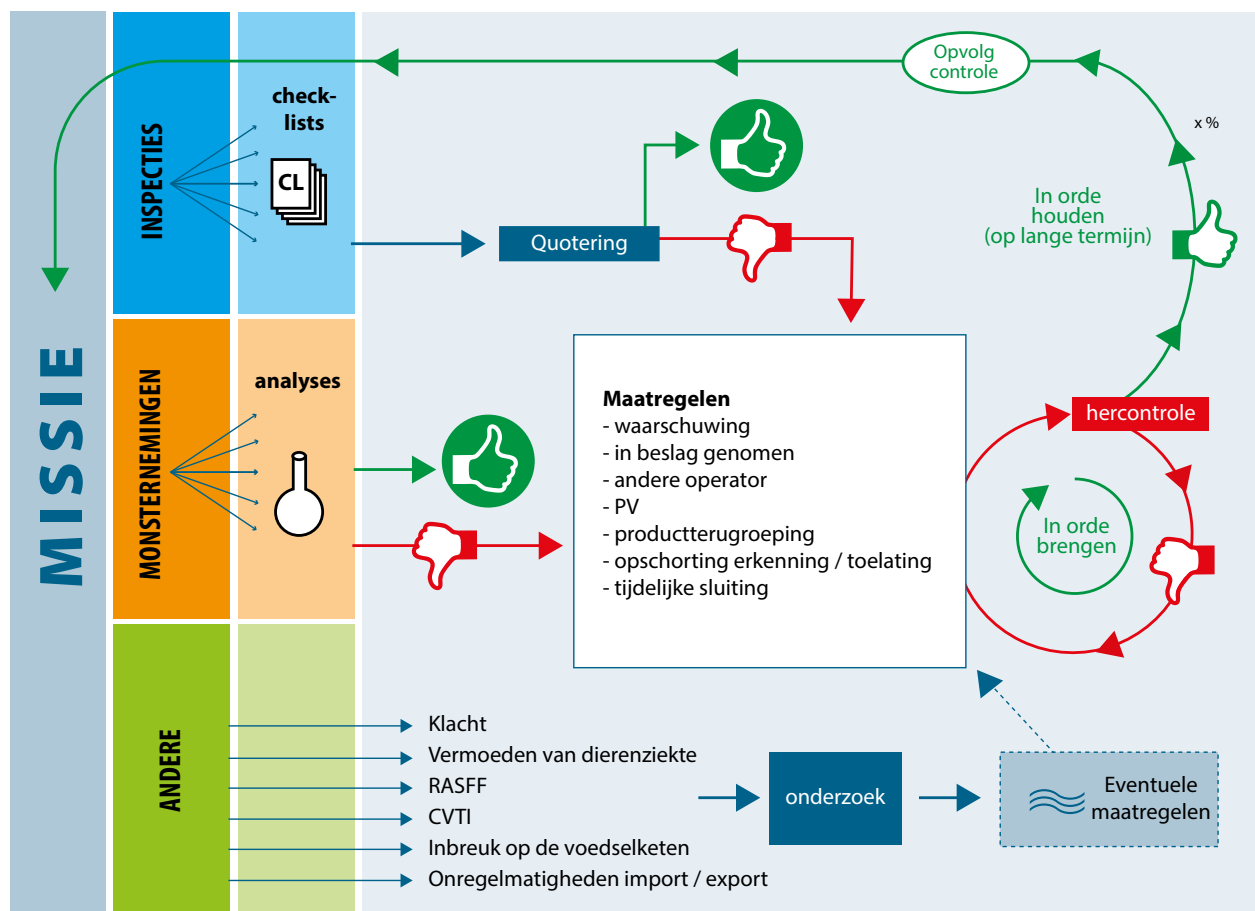 MISSIE
INSPECTIES
check-
lists
CL
Quotering
Opvolg
controle
x %
In orde
houden
(op lange termijn)
MONSTERNEMINGEN
analyses
Maatregelen
- waarschuwing
- in beslag genomen
- andere operator
- PV
- productterugroeping
- opschorting erkenning / toelating
- tijdelijke sluiting
hercontrole
In orde
brengen
ANDERE
Klacht
Vermoeden van dierenziekte
RASFF
CVTI
Inbreuk op de voedselketen
Onregelmatigheden import / export
onderzoek
Eventuele
maatregelen